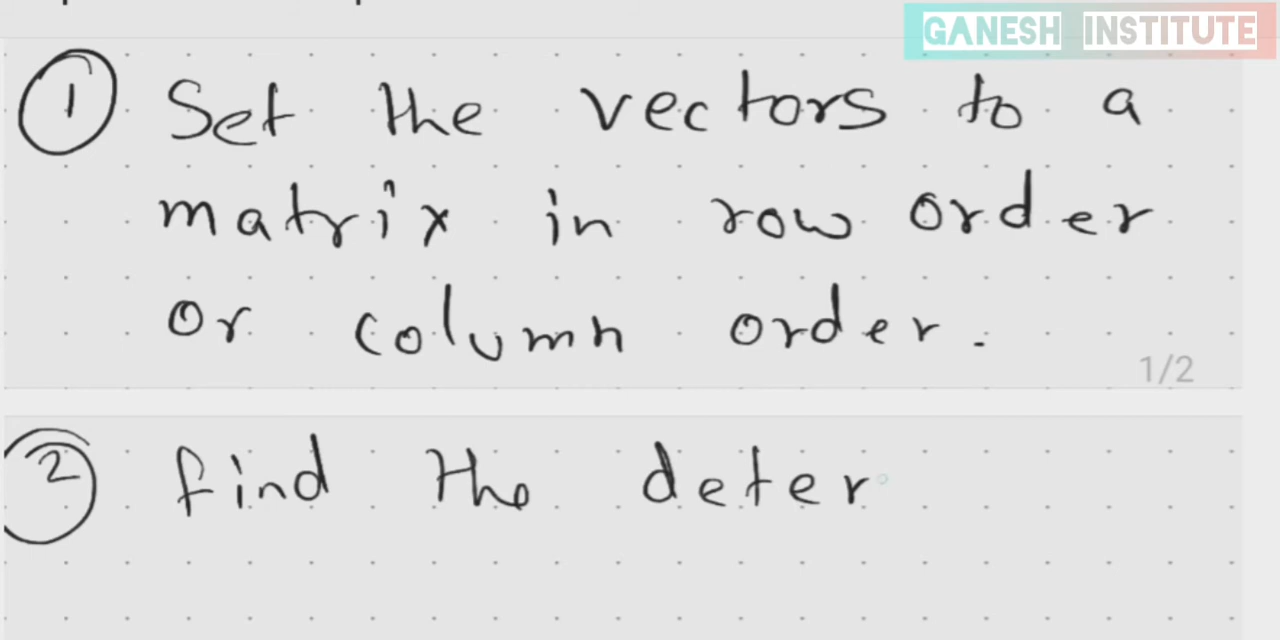 GANESH INSTITUTE
1 Set the vectors to a
matrix in row order
or column order.
1/2
2 find the deter